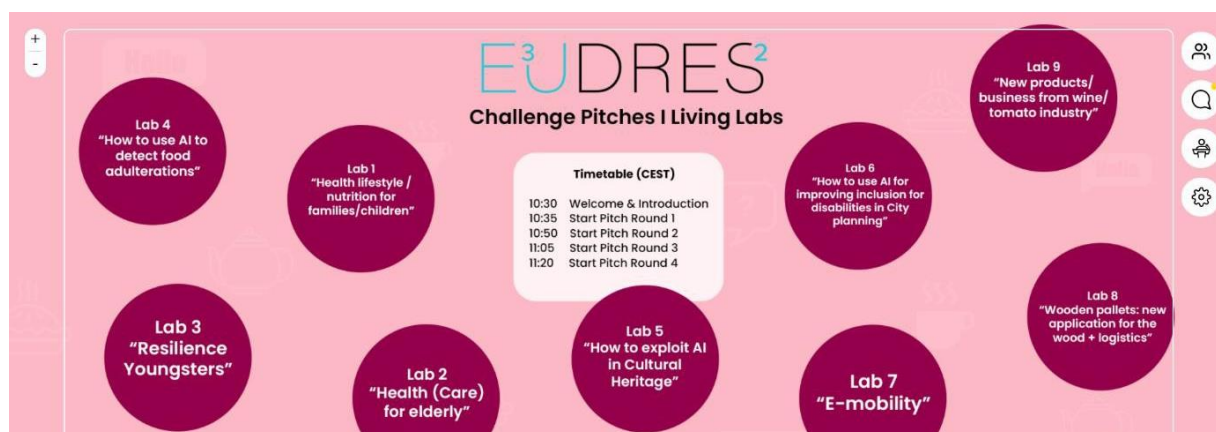 +
-
E³UDRES²
Challenge Pitches I Living Labs
Timetable (CEST)
10:30 Welcome & Introduction
10:35 Start Pitch Round 1
10:50 Start Pitch Round 2
11:05 Start Pitch Round 3
11:20 Start Pitch Round 4
Lab 4
“How to use AI to
detect food
adulterations”
Lab 1
“Health lifestyle /
nutrition for
families/children”
Lab 6
“How to use AI for
improving inclusion for
disabilities in City
planning”
Lab 9
“New products/
business from wine/
tomato industry”
Lab 3
“Resilience
Youngsters”
Lab 2
“Health (Care)
for elderly”
Lab 5
“How to exploit AI
in Cultural
Heritage”
Lab 7
“E-mobility”
Lab 8
“Wooden pallets: new
application for the
wood + logistics”
Hello